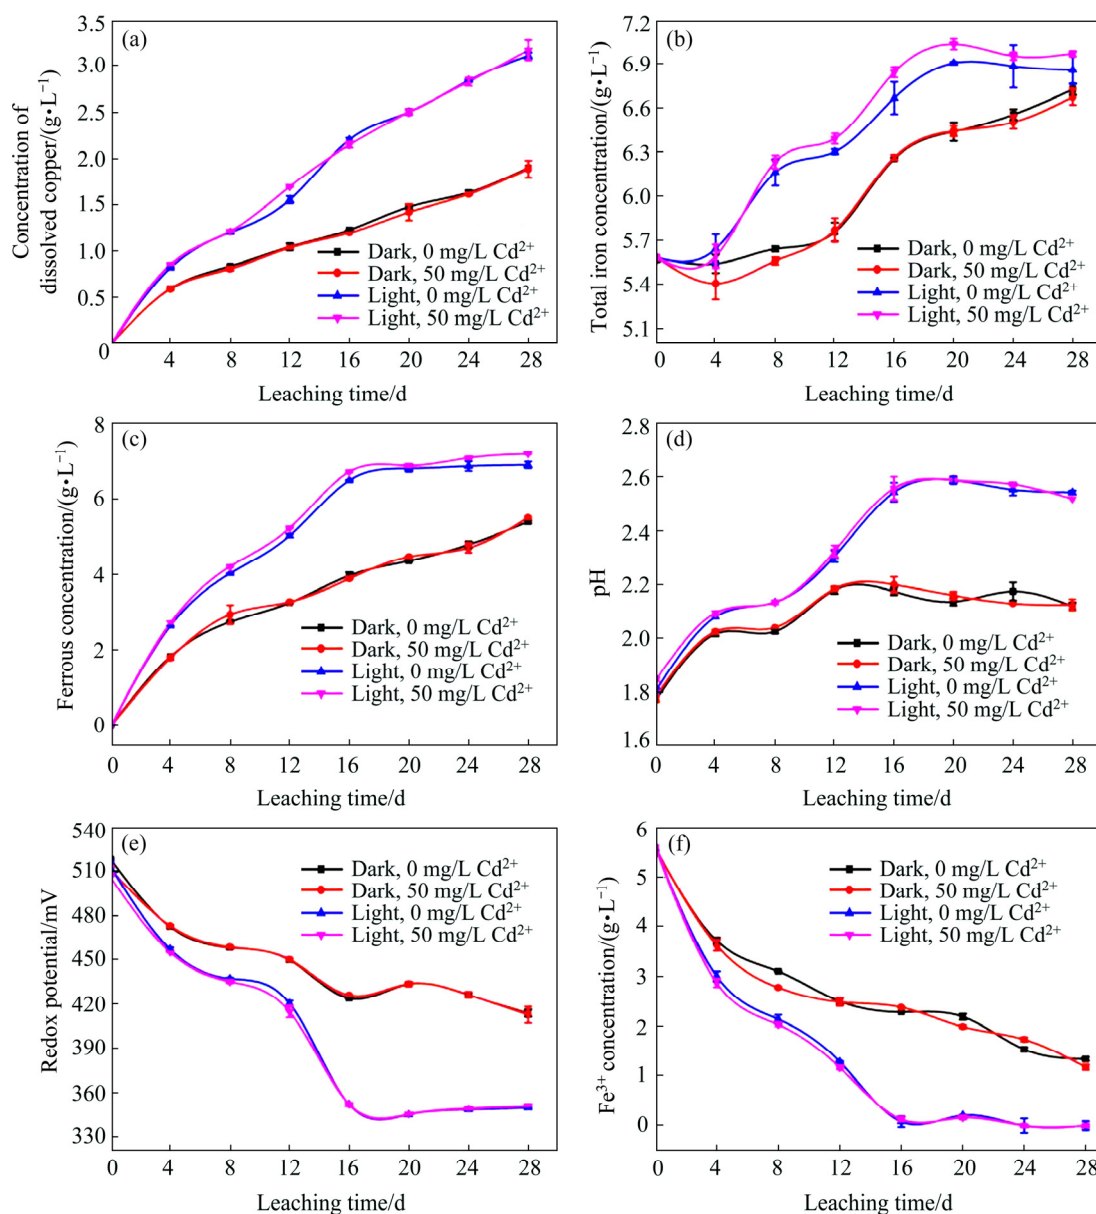 (a)
Concentration of
dissolved copper/(g•L⁻¹)
3.5
3.0
2.5
2.0
1.5
1.0
0.5
0
Dark, 0 mg/L Cd²⁺
Dark, 50 mg/L Cd²⁺
Light, 0 mg/L Cd²⁺
Light, 50 mg/L Cd²⁺
4 8 12 16 20 24 28
Leaching time/d
(b)
Total iron concentration/(g•L⁻¹)
7.2
6.9
6.6
6.3
6.0
5.7
5.4
5.1
Dark, 0 mg/L Cd²⁺
Dark, 50 mg/L Cd²⁺
Light, 0 mg/L Cd²⁺
Light, 50 mg/L Cd²⁺
0 4 8 12 16 20 24 28
Leaching time/d
(c)
Ferrous concentration/(g•L⁻¹)
8
6
4
2
0
Dark, 0 mg/L Cd²⁺
Dark, 50 mg/L Cd²⁺
Light, 0 mg/L Cd²⁺
Light, 50 mg/L Cd²⁺
0 4 8 12 16 20 24 28
Leaching time/d
(d)
pH
2.8
2.6
2.4
2.2
2.0
1.8
1.6
Dark, 0 mg/L Cd²⁺
Dark, 50 mg/L Cd²⁺
Light, 0 mg/L Cd²⁺
Light, 50 mg/L Cd²⁺
0 4 8 12 16 20 24 28
Leaching time/d
(e)
Redox potential/mV
540
510
480
450
420
390
360
330
Dark, 0 mg/L Cd²⁺
Dark, 50 mg/L Cd²⁺
Light, 0 mg/L Cd²⁺
Light, 50 mg/L Cd²⁺
0 4 8 12 16 20 24 28
Leaching time/d
(f)
Fe³⁺ concentration/(g•L⁻¹)
6
5
4
3
2
1
0
Dark, 0 mg/L Cd²⁺
Dark, 50 mg/L Cd²⁺
Light, 0 mg/L Cd²⁺
Light, 50 mg/L Cd²⁺
0 4 8 12 16 20 24 28
Leaching time/d